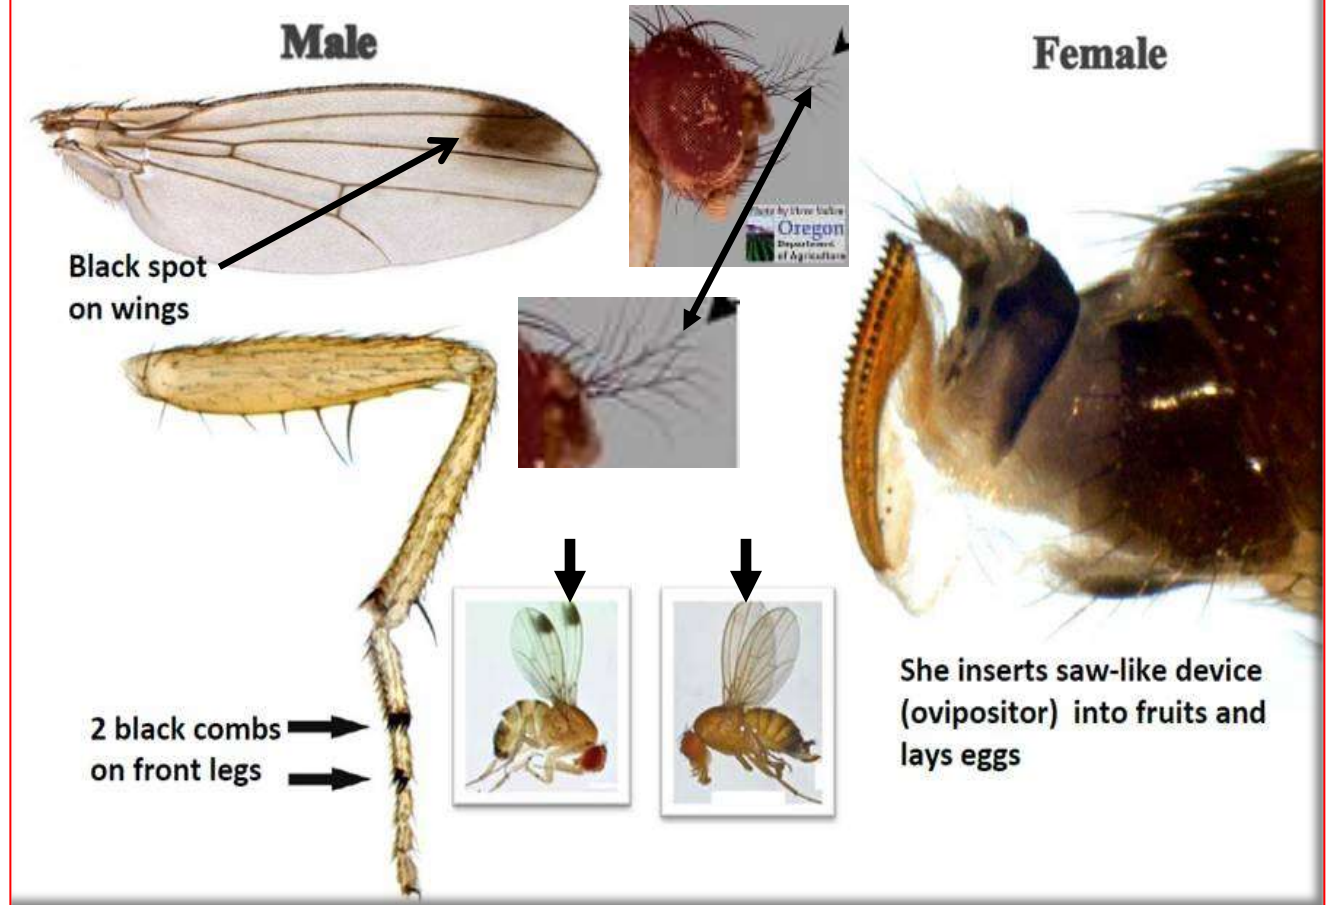 Male
Female
Oregon
Department
of Agriculture
Black spot
on wings
2 black combs
on front legs
She inserts saw-like device
(ovipositor) into fruits and
lays eggs